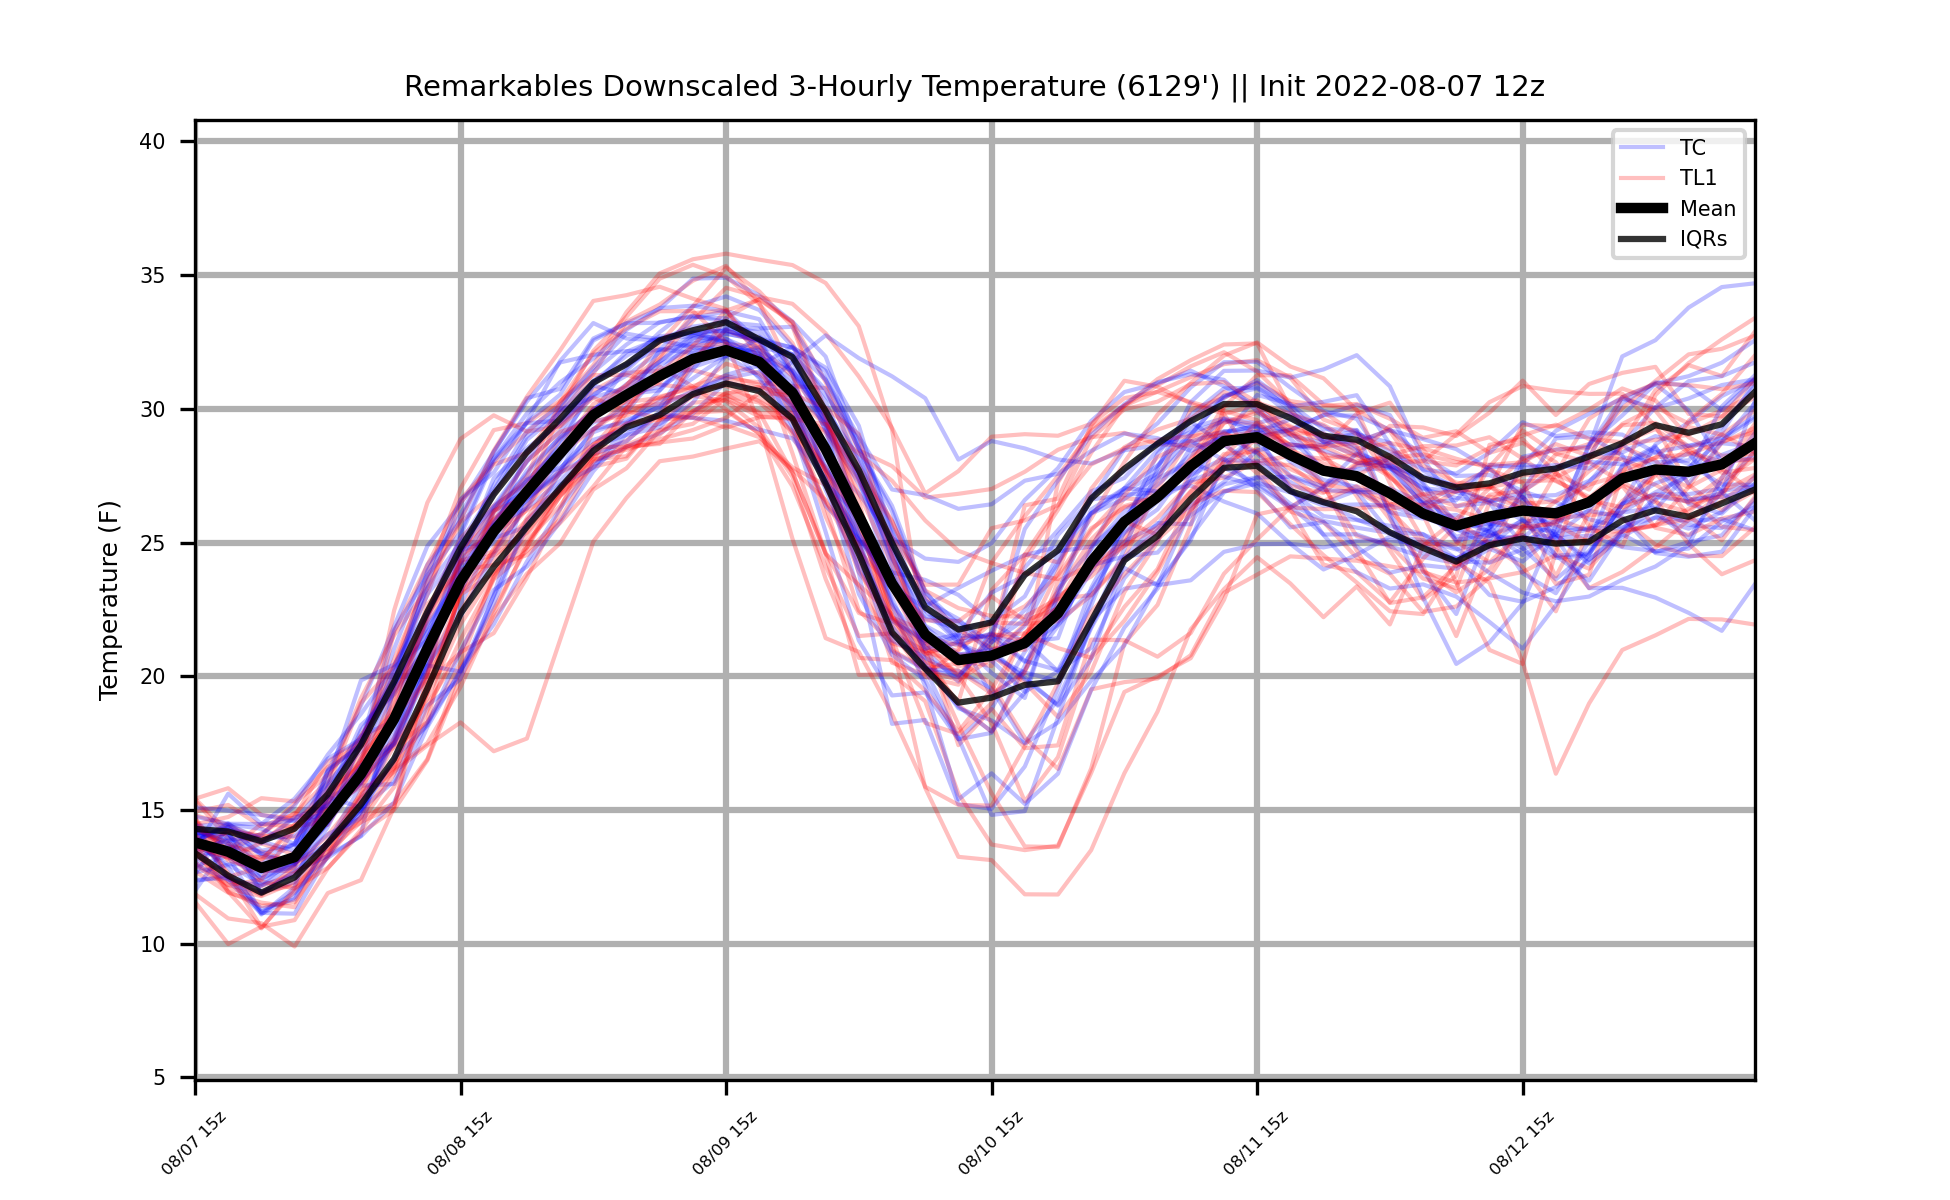 Remarkables Downscaled 3-Hourly Temperature (6129') || Init 2022-08-07 12z
TC
TL1
Mean
IQRs
Temperature (F)
40
35
30
25
20
15
10
5
08/07 15z
08/08 15z
08/09 15z
08/10 15z
08/11 15z
08/12 15z